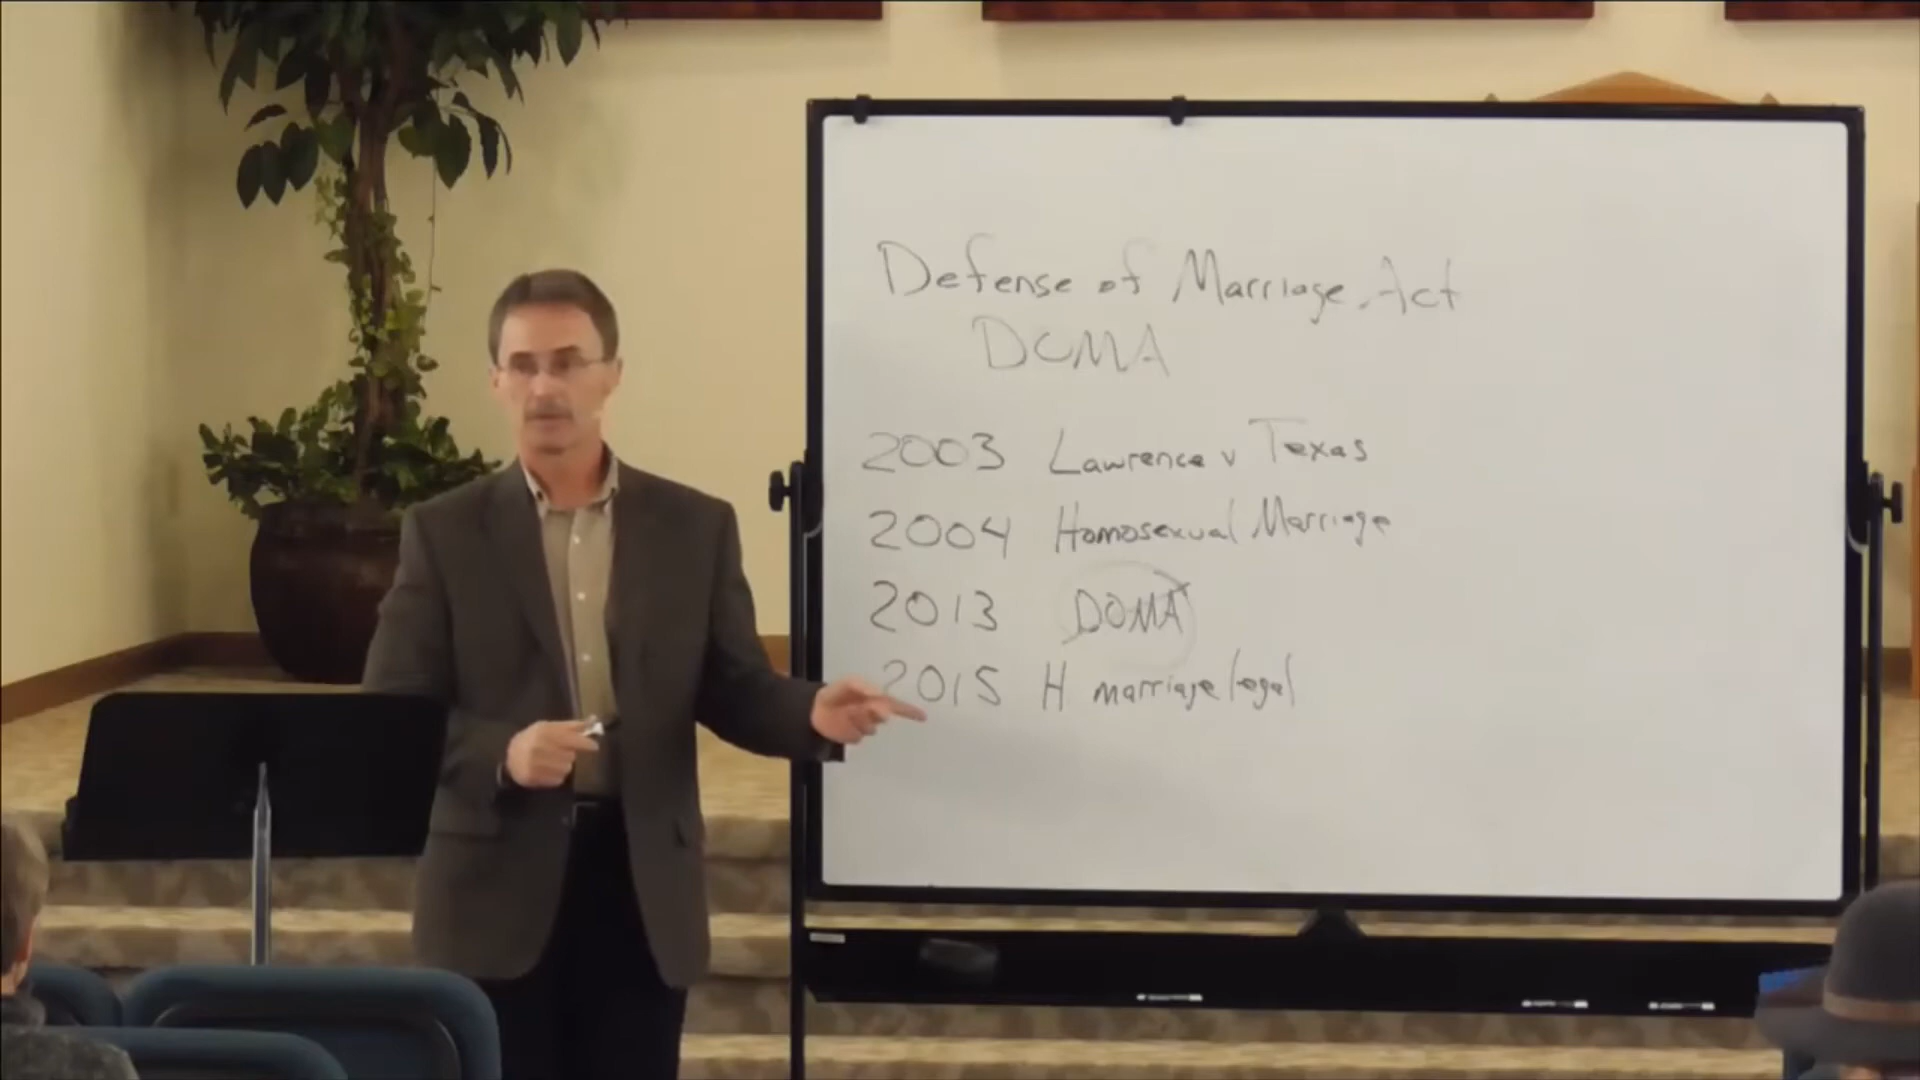 Defense of Marriage Act
DOMA
2003 Lawrence v Texas
2004 Homosexual Marriage
2013 DOMA
2015 H marriage legal